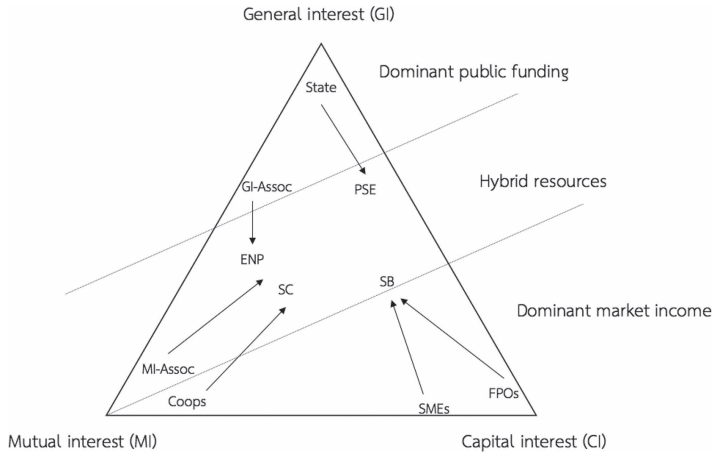 General interest (GI)
Dominant public funding
State
Hybrid resources
GI-Assoc
PSE
ENP
SC
SB
Dominant market income
MI-Assoc
Coops
FPOs
SMEs
Mutual interest (MI)
Capital interest (CI)